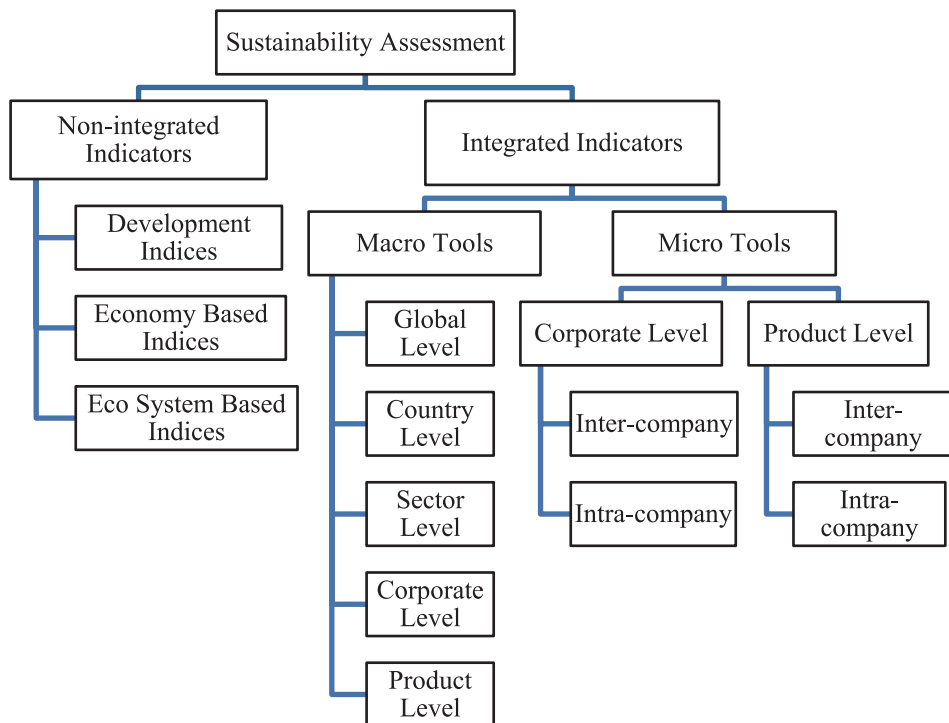 Sustainability Assessment
Non-integrated
Indicators
Integrated Indicators
Development
Indices
Economy Based
Indices
Eco System Based
Indices
Macro Tools
Micro Tools
Global
Level
Country
Level
Sector
Level
Corporate
Level
Product
Level
Corporate Level
Product Level
Inter-company
Intra-company
Inter-
company
Intra-
company